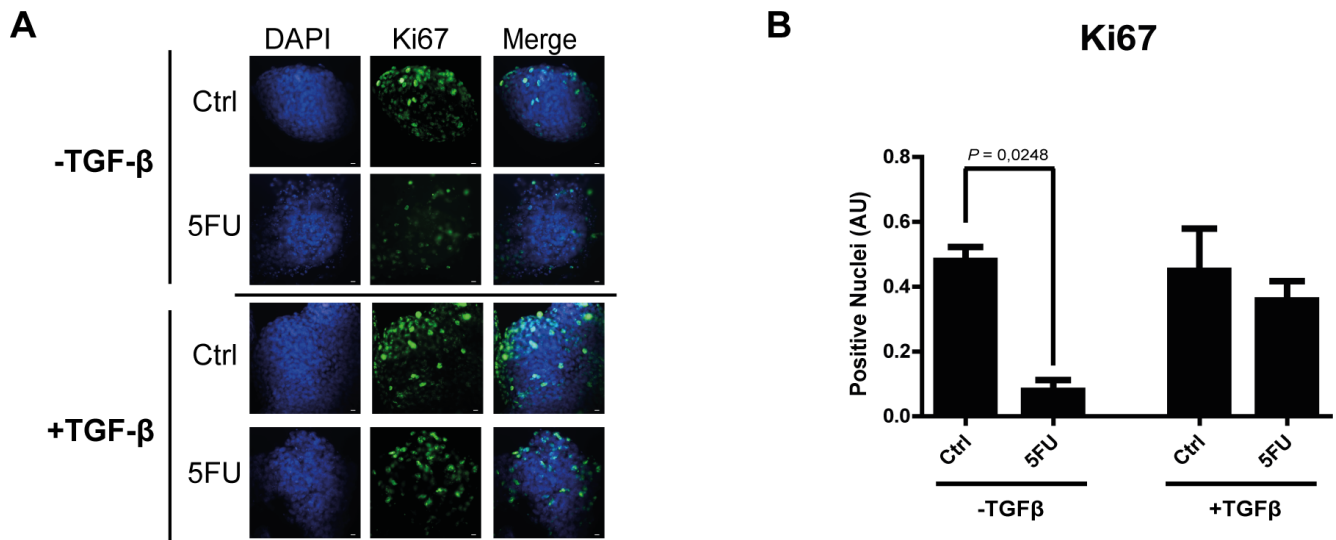 A
DAPI Ki67 Merge
-TGF-β
Ctrl
5FU
+TGF-β
Ctrl
5FU
B
Ki67
Positive Nuclei (AU)
0.8
0.6
0.4
0.2
0.0
P = 0,0248
Ctrl 5FU Ctrl 5FU
-TGFβ +TGFβ